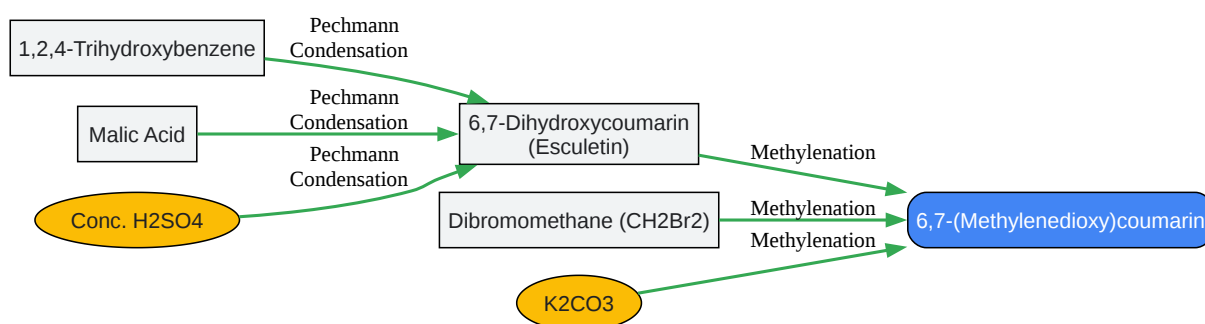 Pechmann
Condensation
1,2,4-Trihydroxybenzene
Pechmann
Condensation
Malic Acid
6,7-Dihydroxycoumarin
(Esculetin)
Pechmann
Condensation
Methylenation
Conc. H2SO4
Dibromomethane (CH2Br2)
Methylenation
6,7-(Methylenedioxy)coumarin
Methylenation
K2CO3